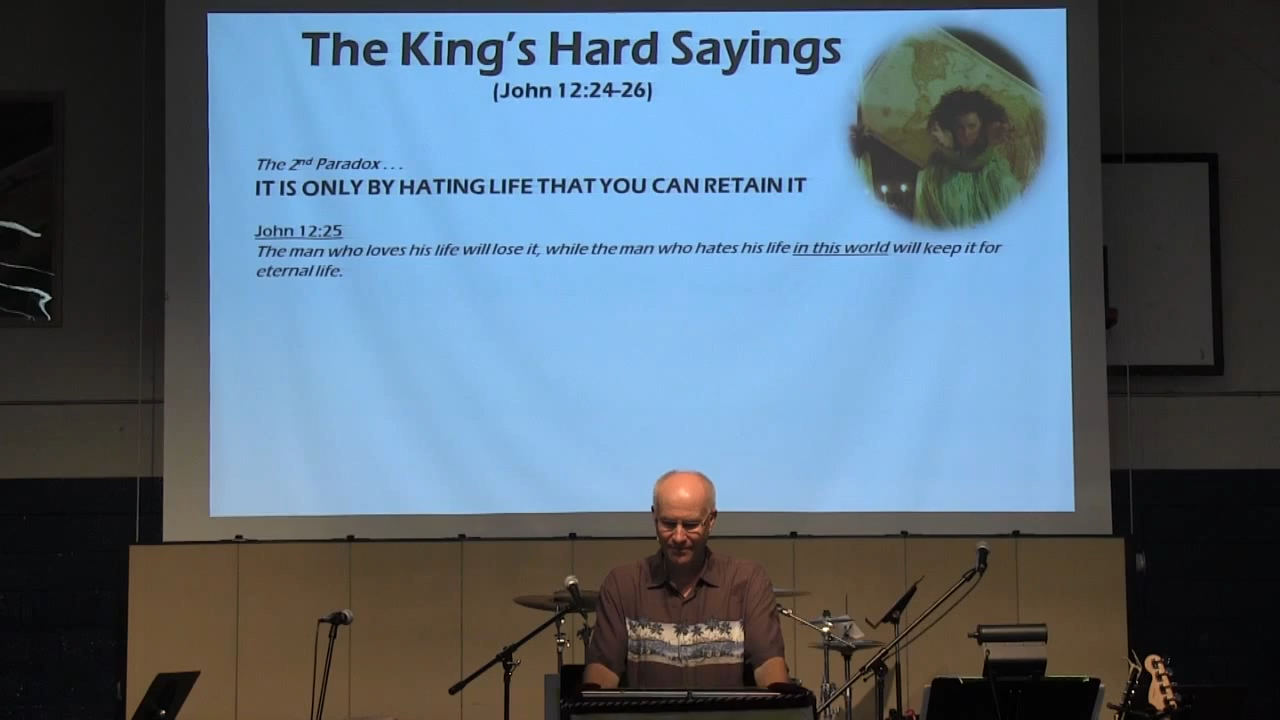 The King's Hard Sayings
(John 12:24-26)
The 2nd Paradox . . .
IT IS ONLY BY HATING LIFE THAT YOU CAN RETAIN IT
John 12:25
The man who loves his life will lose it, while the man who hates his life in this world will keep it for
eternal life.